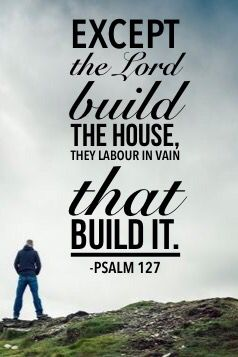 EXCEPT
the Lord
build
THE HOUSE,
THEY LABOUR IN VAIN
that
BUILD IT.
-PSALM 127